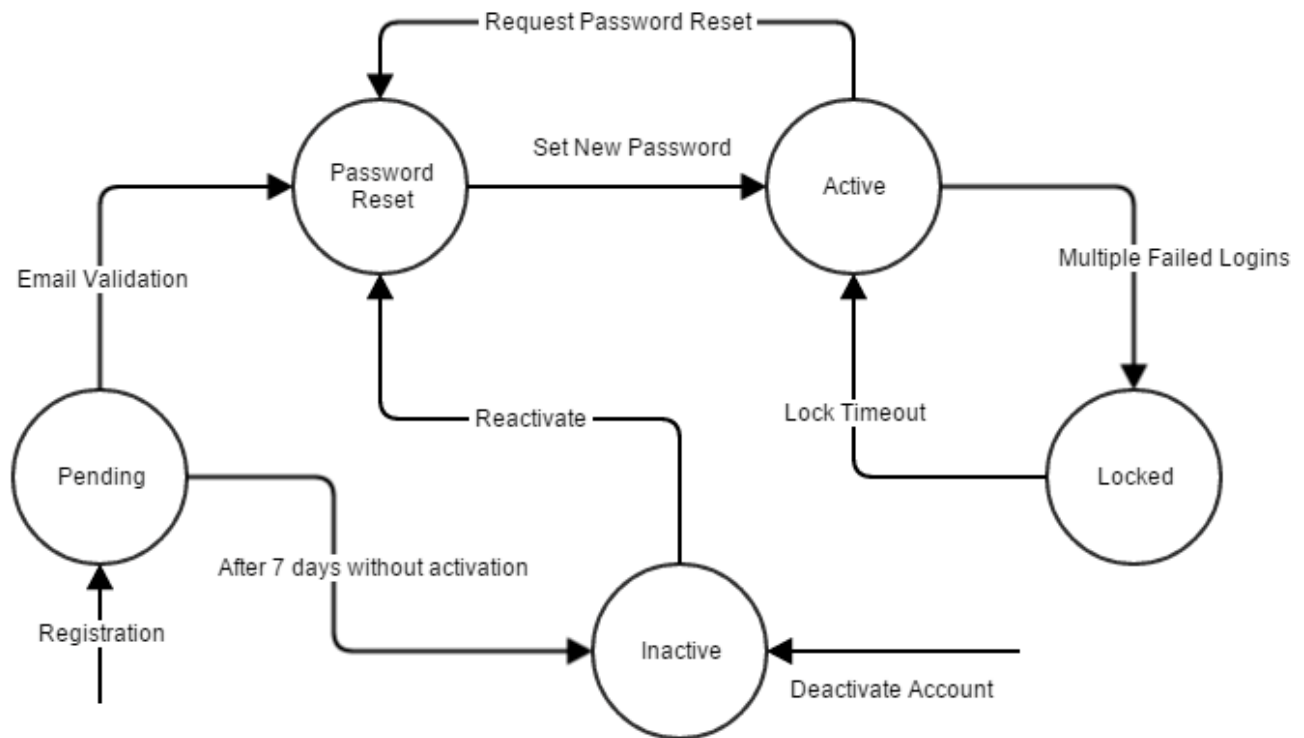 Request Password Reset
Password
Reset
Set New Password
Active
Email Validation
Multiple Failed Logins
Reactivate
Lock Timeout
Pending
Locked
After 7 days without activation
Registration
Inactive
Deactivate Account